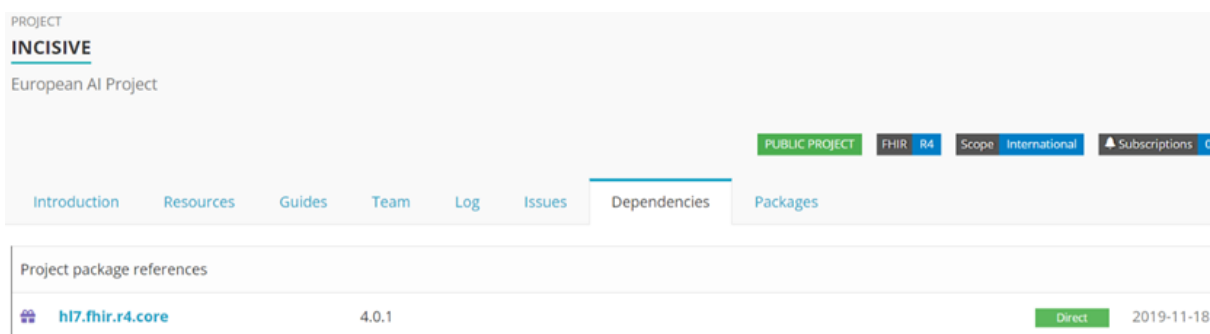 PROJECT
INCISIVE
European AI Project
PUBLIC PROJECT FHIR R4 Scope International Subscriptions
Introduction Resources Guides Team Log Issues Dependencies Packages
Project package references
hl7.fhir.r4.core 4.0.1 Direct 2019-11-18